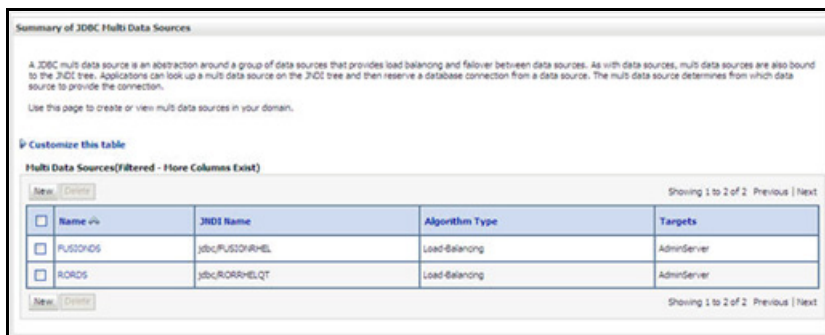 Summary of JDBC Multi Data Sources
A JDBC multi data source is an abstraction around a group of data sources that provides load balancing and failover between data sources. As with data sources, multi data sources are also bound
to the JNDI tree. Applications can look up a multi data source on the JNDI tree and then reserve a database connection from a data source. The multi data source determines from which data
source to provide the connection.
Use this page to create or view multi data sources in your domain.
Customize this table
Multi Data Sources(Filtered - More Columns Exist)
New Delete Showing 1 to 2 of 2 Previous | Next
Name JNDI Name Algorithm Type Targets
FUSIONDS jdbc/FUSIONRHEL Load-Balancing AdminServer
RORDS jdbc/RORRHELQT Load-Balancing AdminServer
New Delete Showing 1 to 2 of 2 Previous | Next